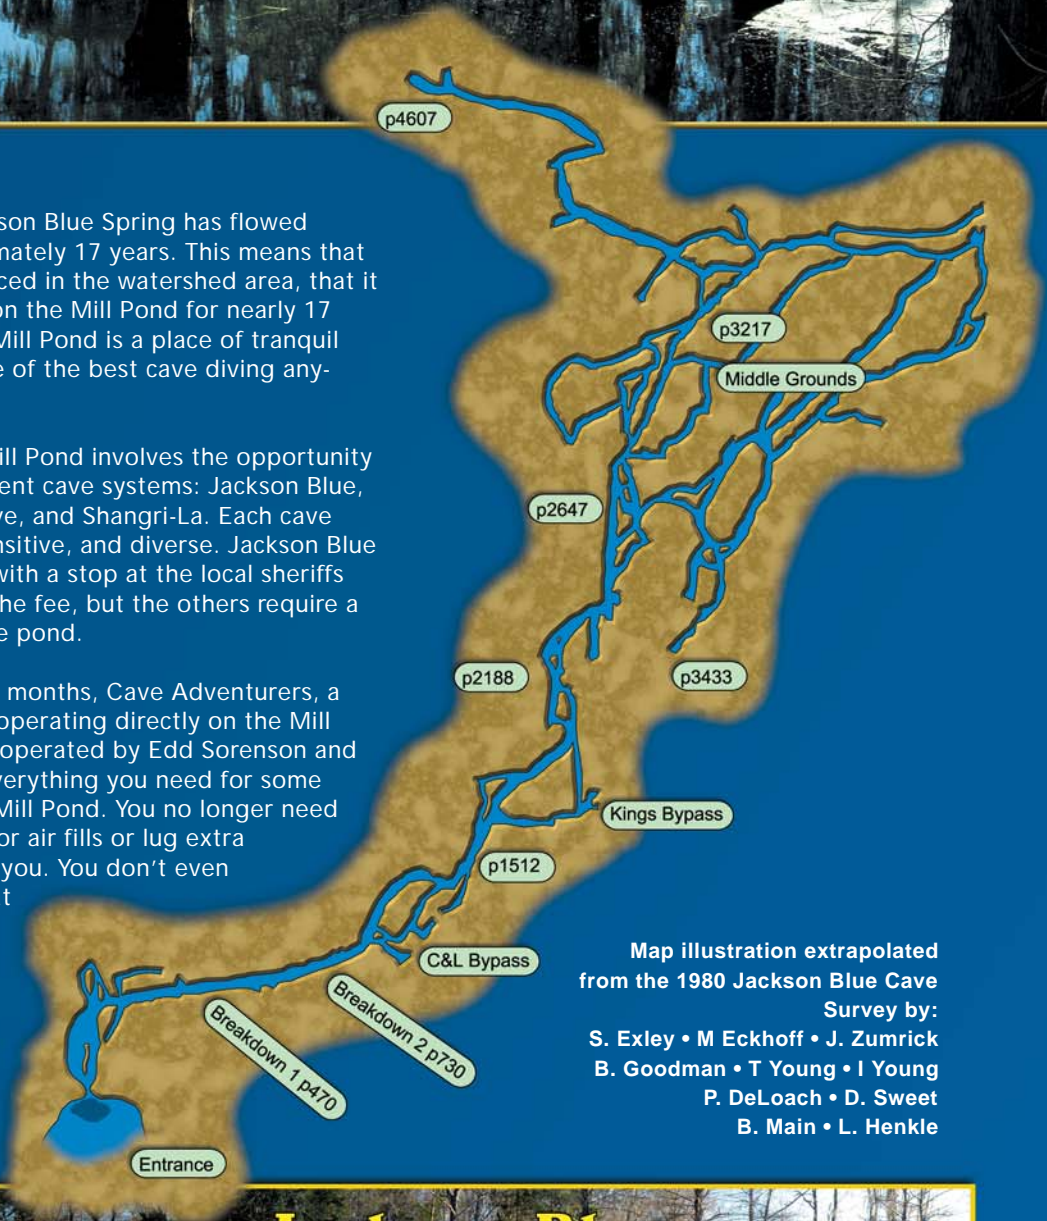 son Blue Spring has flowed
mately 17 years. This means that
ced in the watershed area, that it
on the Mill Pond for nearly 17
Mill Pond is a place of tranquil
e of the best cave diving any-
ill Pond involves the opportunity
ent cave systems: Jackson Blue,
ve, and Shangri-La. Each cave
nsitive, and diverse. Jackson Blue
with a stop at the local sheriffs
he fee, but the others require a
e pond.
months, Cave Adventurers, a
operating directly on the Mill
operated by Edd Sorenson and
verything you need for some
Mill Pond. You no longer need
or air fills or lug extra
you. You don't even
t
p4607
p3217
Middle Grounds
p2647
p2188
p3433
Kings Bypass
p1512
C&L Bypass
Breakdown 2 p730
Breakdown 1 p470
Entrance
Map illustration extrapolated
from the 1980 Jackson Blue Cave
Survey by:
S. Exley • M Eckhoff • J. Zumrick
B. Goodman • T Young • I Young
P. DeLoach • D. Sweet
B. Main • L. Henkle